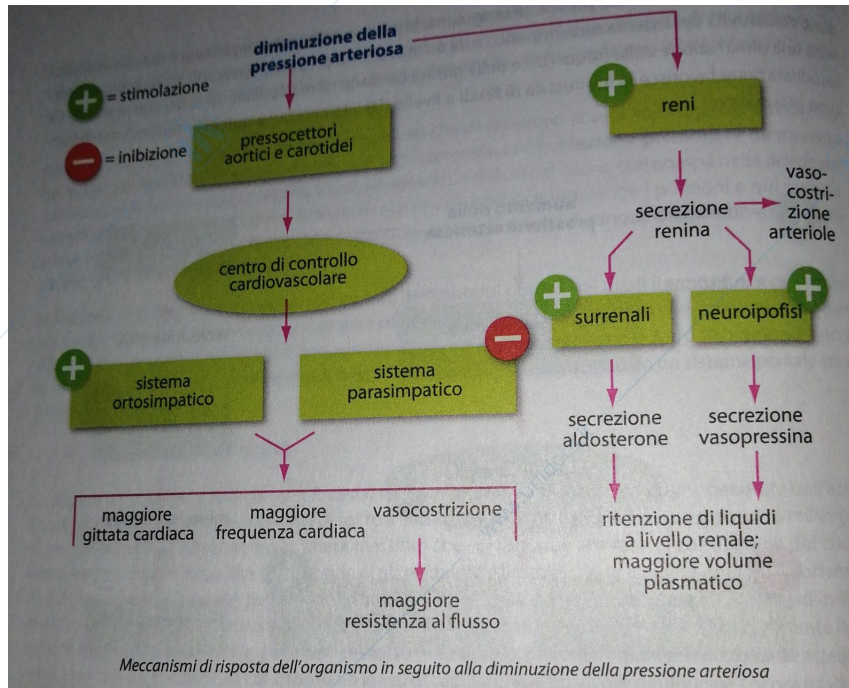 diminuzione della
pressione arteriosa
+ = stimolazione
− = inibizione
pressocettori
aortici e carotidei
centro di controllo
cardiovascolare
+
sistema
ortosimpatico
−
sistema
parasimpatico
maggiore
gittata cardiaca
maggiore
frequenza cardiaca
vasocostrizione
maggiore
resistenza al flusso
+
reni
secrezione
renina
vaso-
costri-
zione
arteriole
+
surrenali
+
neuroipofisi
secrezione
aldosterone
secrezione
vasopressina
ritenzione di liquidi
a livello renale;
maggiore volume
plasmatico
Meccanismi di risposta dell'organismo in seguito alla diminuzione della pressione arteriosa